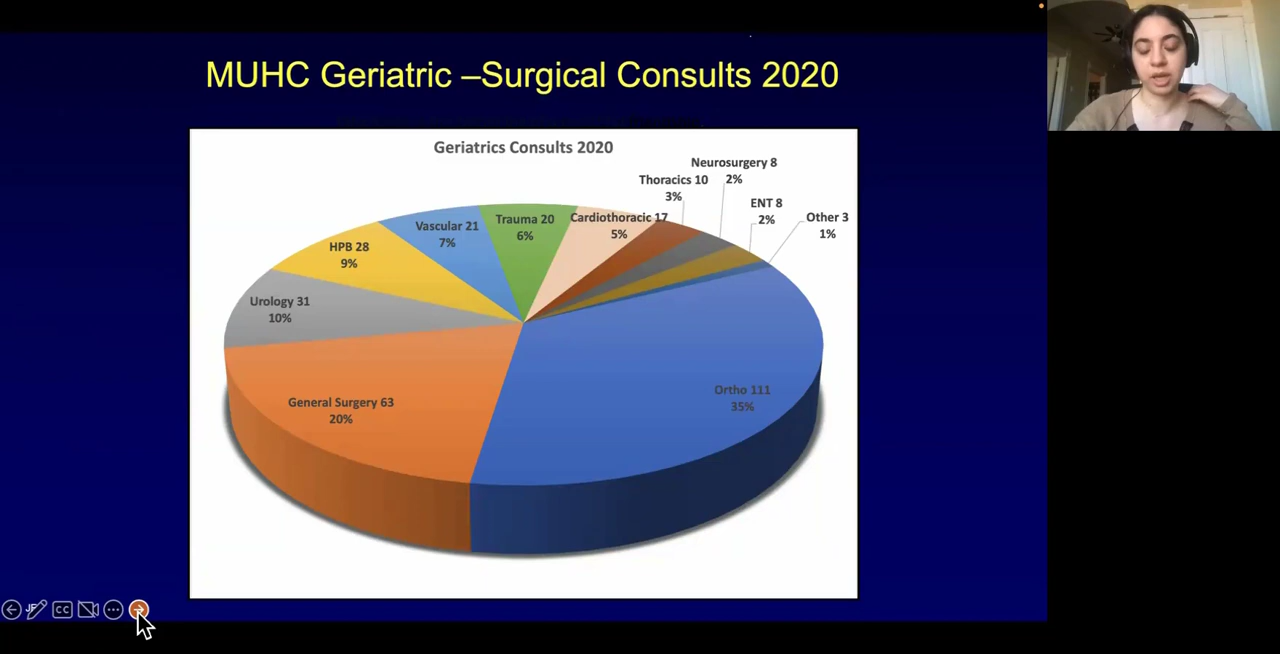 MUHC Geriatric –Surgical Consults 2020
Geriatrics Consults 2020
Neurosurgery 8
2%
Thoracics 10
3%
ENT 8
2%
Other 3
1%
Cardiothoracic 17
5%
Trauma 20
6%
Vascular 21
7%
HPB 28
9%
Urology 31
10%
General Surgery 63
20%
Ortho 111
35%
CC